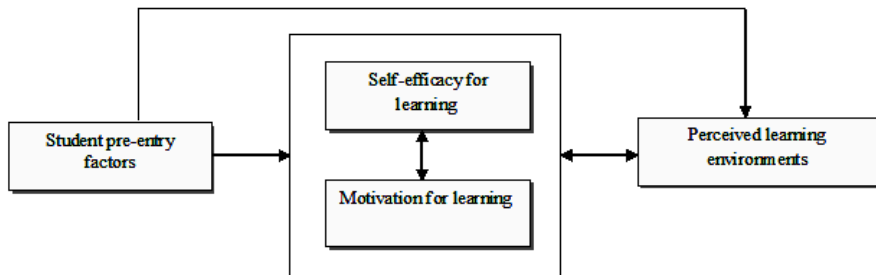 Self-efficacy for
learning
Student pre-entry
factors
Perceived learning
environments
Motivation for learning